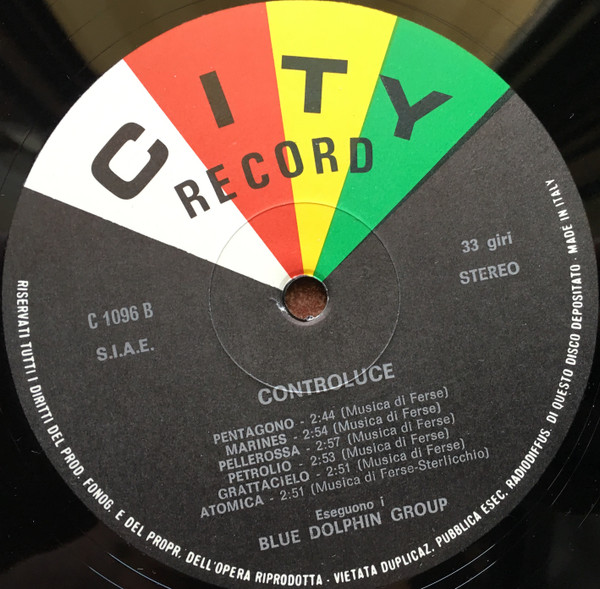 CITY
RECORD
33 giri
STEREO
C 1096 B
S.I.A.E.
CONTROLUCE
PENTAGONO - 2:44 (Musica di Ferse)
MARINES - 2:54 (Musica di Ferse)
PELLEROSSA - 2:57 (Musica di Ferse)
PETROLIO - 2:53 (Musica di Ferse)
GRATTACIELO - 2:51 (Musica di Ferse)
ATOMICA - 2:51 (Musica di Ferse-Sterlicchio)
Eseguono i
BLUE DOLPHIN GROUP
RISERVATI TUTTI I DIRITTI DEL PROD. FONOG. E DEL PROPR. DELL'OPERA RIPRODOTTA - VIETATA DUPLICAZ. PUBBLICA ESEC. RADIODIFFUS. DI QUESTO DISCO DEPOSITATO - MADE IN ITALY